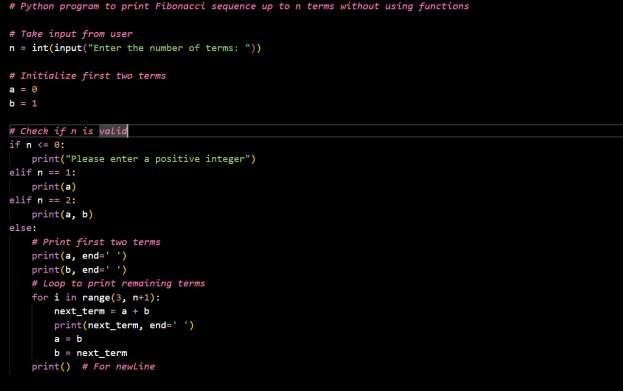 # Python program to print Fibonacci sequence up to n terms without using functions

# Take input from user
n = int(input("Enter the number of terms: "))

# Initialize first two terms
a = 0
b = 1

# Check if n is valid
if n <= 0:
    print("Please enter a positive integer")
elif n == 1:
    print(a)
elif n == 2:
    print(a, b)
else:
    # Print first two terms
    print(a, end=' ')
    print(b, end=' ')
    # Loop to print remaining terms
    for i in range(3, n+1):
        next_term = a + b
        print(next_term, end=' ')
        a = b
        b = next_term
    print()  # For newline